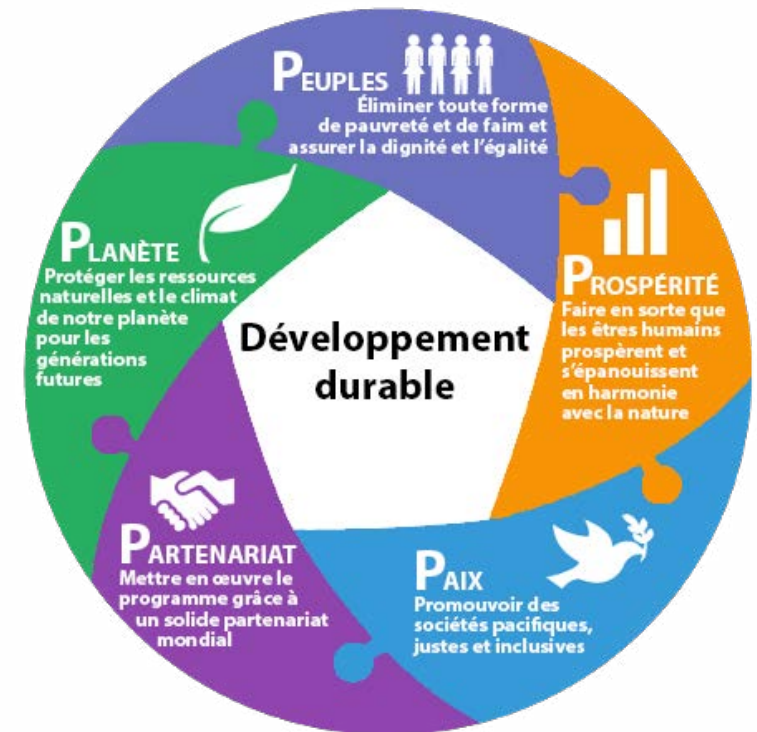 PEUPLES
Éliminer toute forme
de pauvreté et de faim et
assurer la dignité et l’égalité
PROSPÉRITÉ
Faire en sorte que
les êtres humains
prospèrent et
s’épanouissent
en harmonie
avec la nature
PAIX
Promouvoir des
sociétés pacifiques,
justes et inclusives
PARTENARIAT
Mettre en œuvre le
programme grâce à
un solide partenariat
mondial
PLANÈTE
Protéger les ressources
naturelles et le climat
de notre planète
pour les
générations
futures
Développement
durable